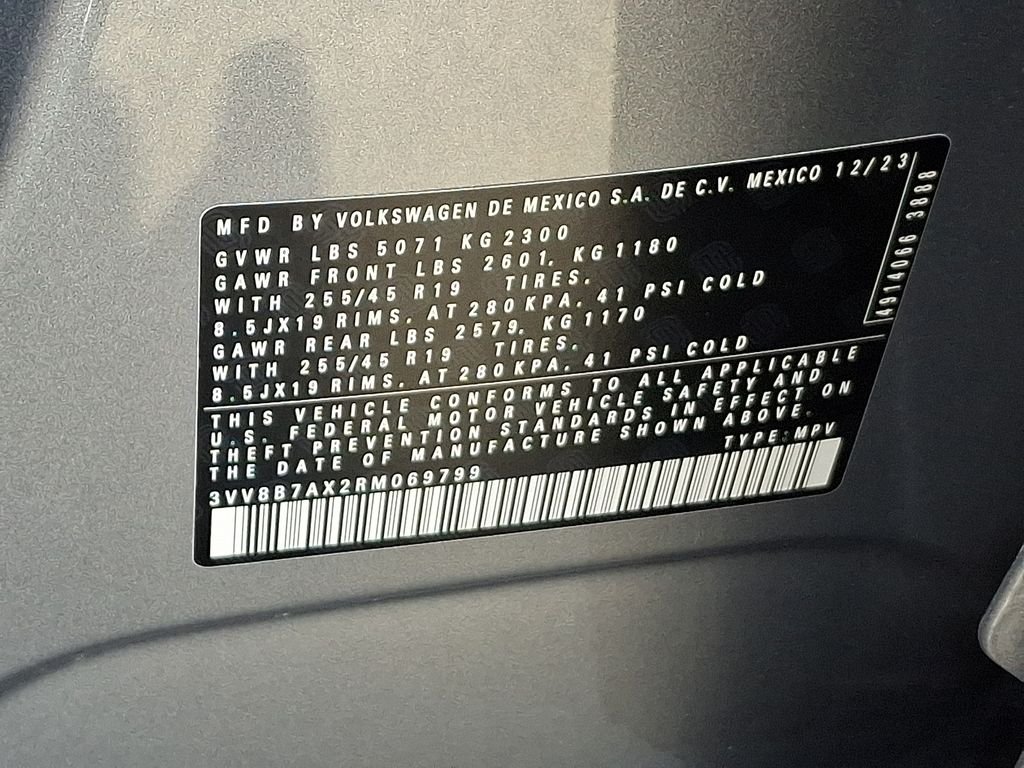 MFD BY VOLKSWAGEN DE MEXICO S.A. DE C.V. MEXICO 12/23
GVWR LBS 5071 KG 2300
GAWR FRONT LBS 2601. KG 1180
WITH 255/45 R19 TIRES.
8.5JX19 RIMS. AT 280 KPA. 41 PSI COLD
GAWR REAR LBS 2579. KG 1170
WITH 255/45 R19 TIRES.
8.5JX19 RIMS. AT 280 KPA. 41 PSI COLD
THIS VEHICLE CONFORMS TO ALL APPLICABLE
U.S. FEDERAL MOTOR VEHICLE SAFETY AND
THEFT PREVENTION STANDARDS IN EFFECT ON
THE DATE OF MANUFACTURE SHOWN ABOVE.
3VV8B7AX2RM069799 TYPE: MPV
4914066 3888